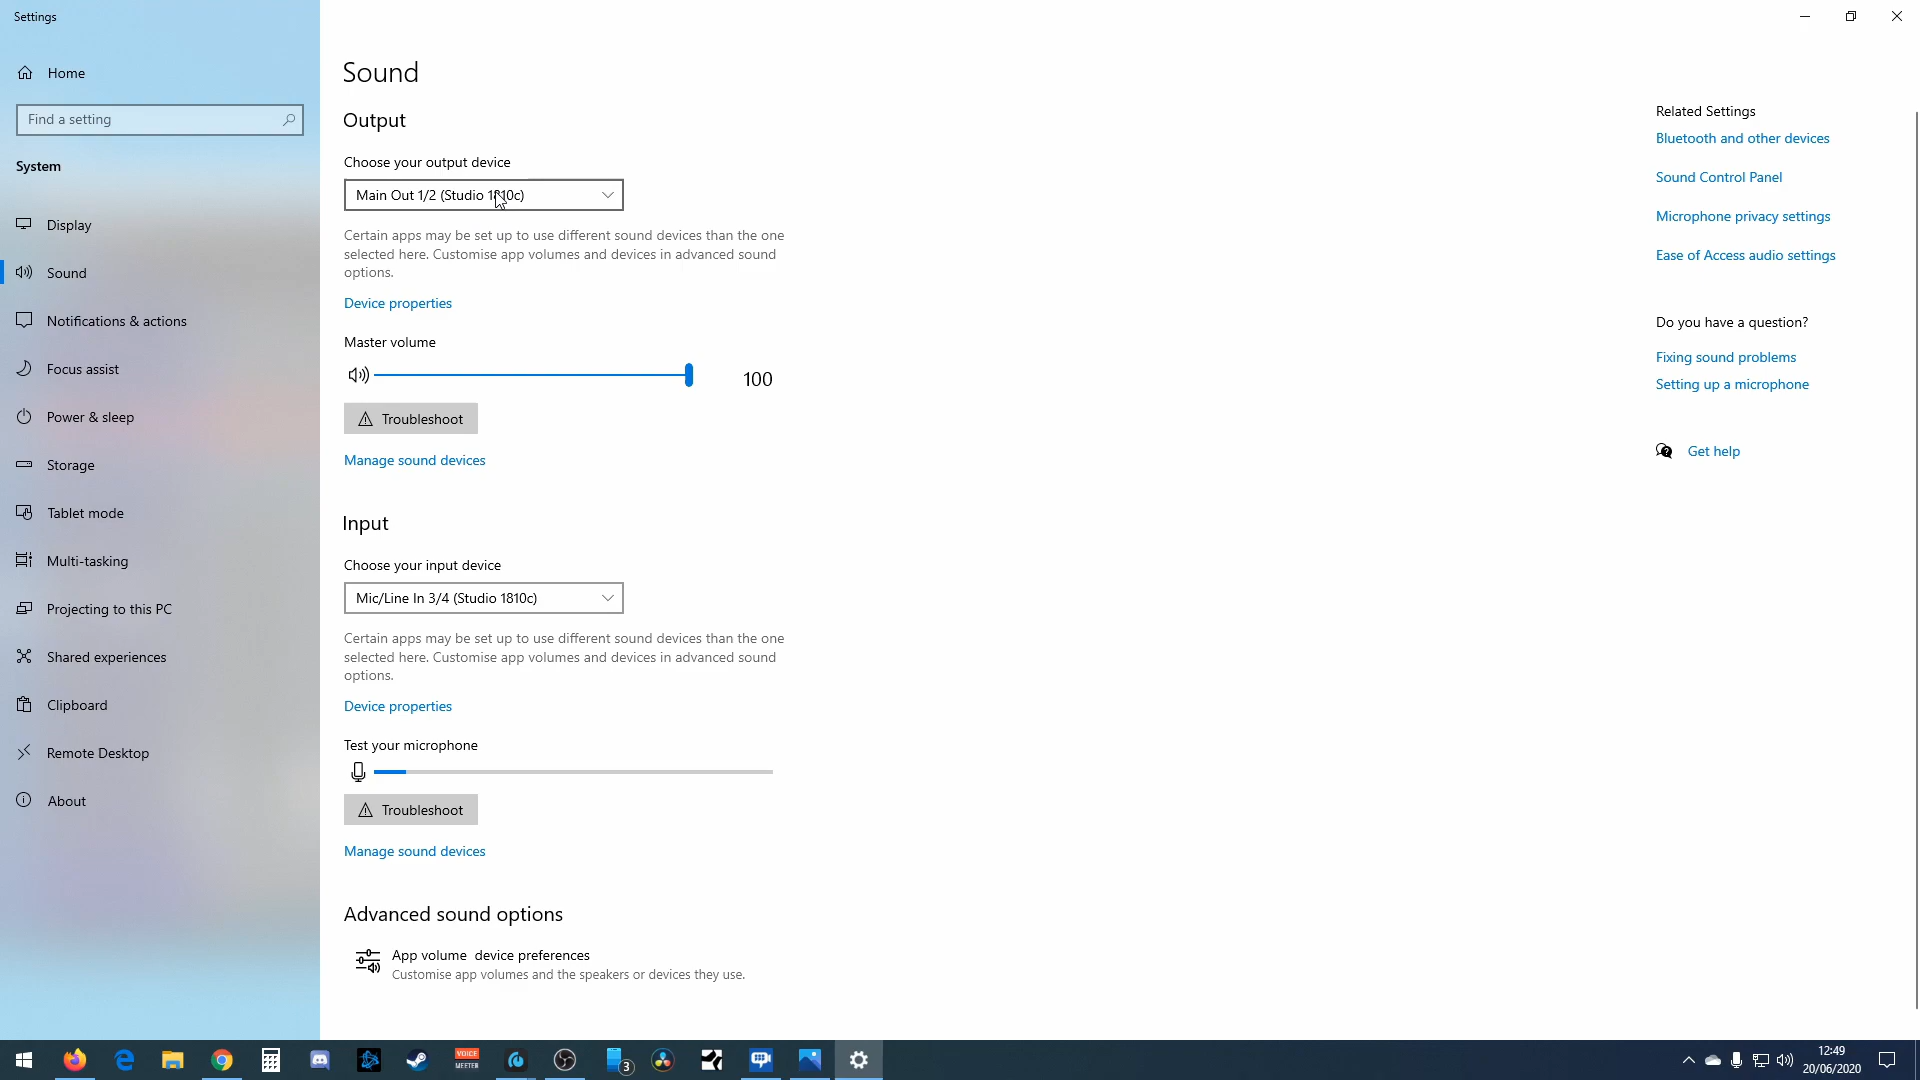 Settings
Home
Find a setting
System
Display
Sound
Notifications & actions
Focus assist
Power & sleep
Storage
Tablet mode
Multi-tasking
Projecting to this PC
Shared experiences
Clipboard
Remote Desktop
About
Sound
Output
Choose your output device
Main Out 1/2 (Studio 1810c)
Certain apps may be set up to use different sound devices than the one
selected here. Customise app volumes and devices in advanced sound
options.
Device properties
Master volume
100
Troubleshoot
Manage sound devices
Input
Choose your input device
Mic/Line In 3/4 (Studio 1810c)
Certain apps may be set up to use different sound devices than the one
selected here. Customise app volumes and devices in advanced sound
options.
Device properties
Test your microphone
Troubleshoot
Manage sound devices
Advanced sound options
App volume device preferences
Customise app volumes and the speakers or devices they use.
Related Settings
Bluetooth and other devices
Sound Control Panel
Microphone privacy settings
Ease of Access audio settings
Do you have a question?
Fixing sound problems
Setting up a microphone
Get help
VOICE
MEETER
3
12:49
20/06/2020